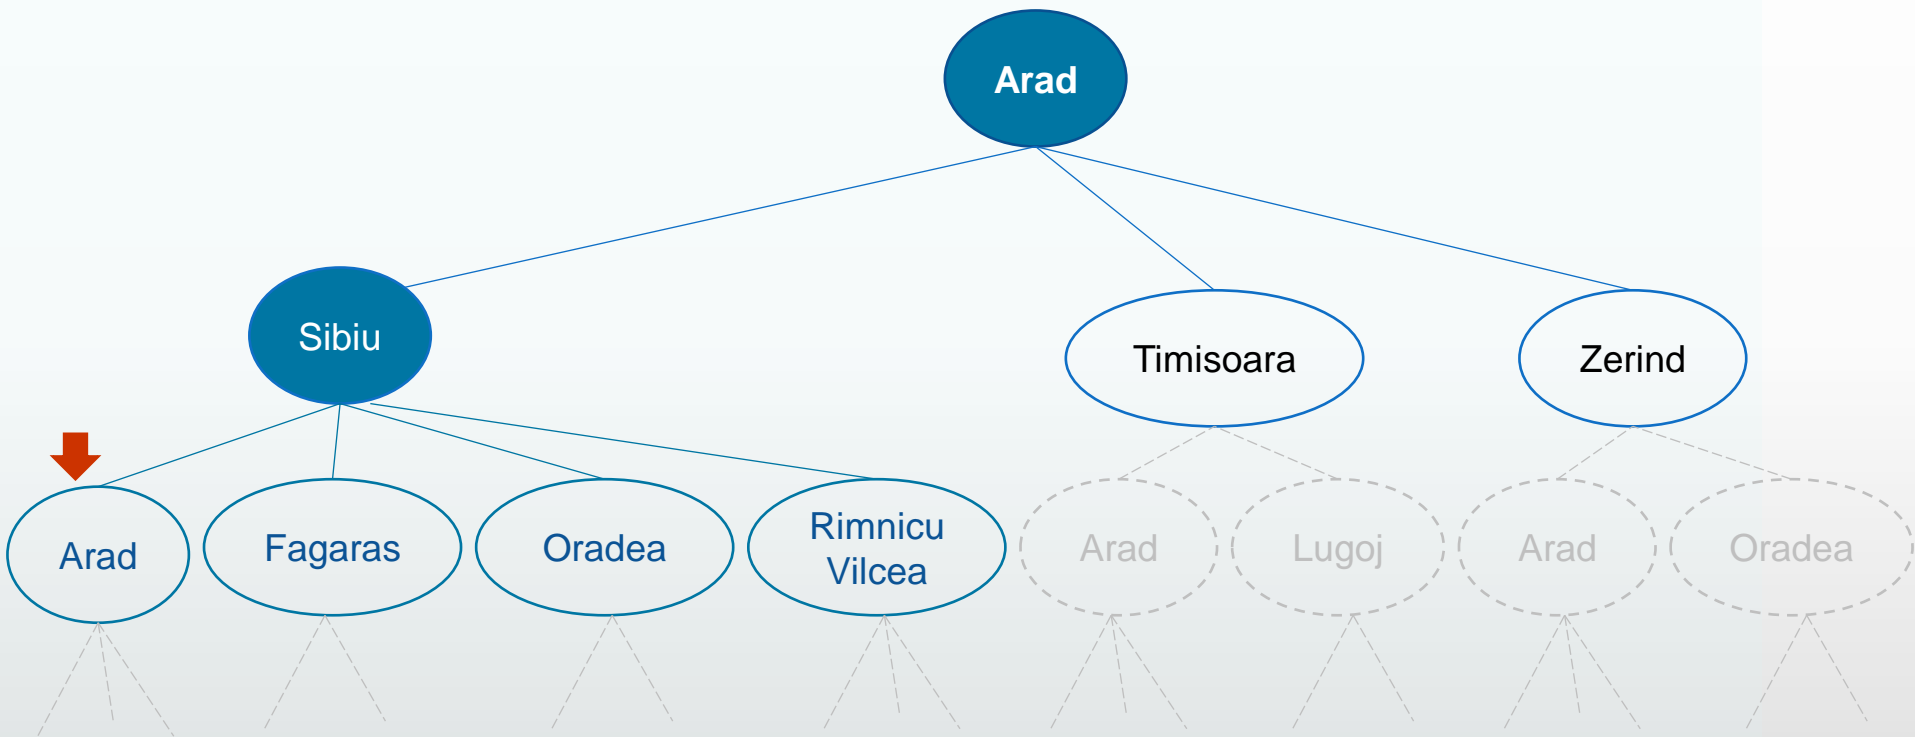 Arad
Sibiu
Timisoara
Zerind
Arad
Fagaras
Oradea
Rimnicu
Vilcea
Arad
Lugoj
Arad
Oradea